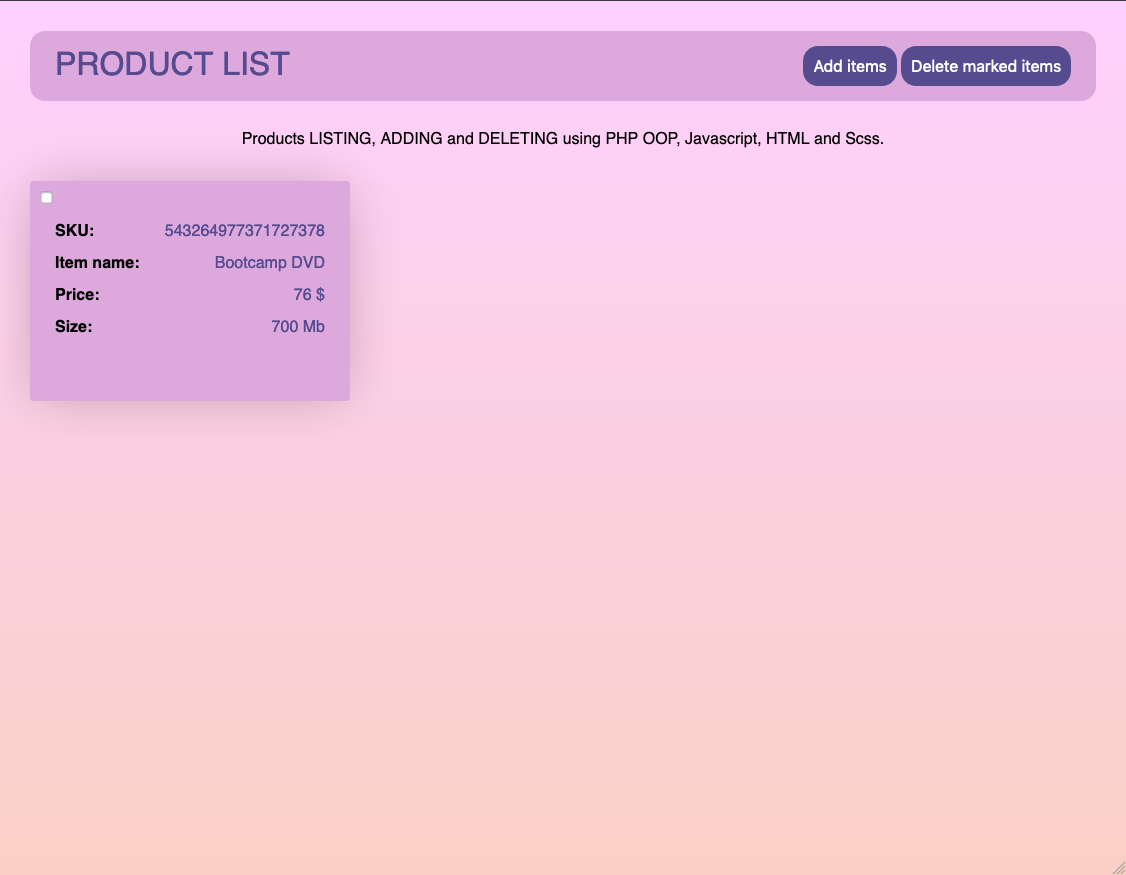 PRODUCT LIST
Add items
Delete marked items
Products LISTING, ADDING and DELETING using PHP OOP, Javascript, HTML and Scss.
SKU: 543264977371727378
Item name: Bootcamp DVD
Price: 76 $
Size: 700 Mb